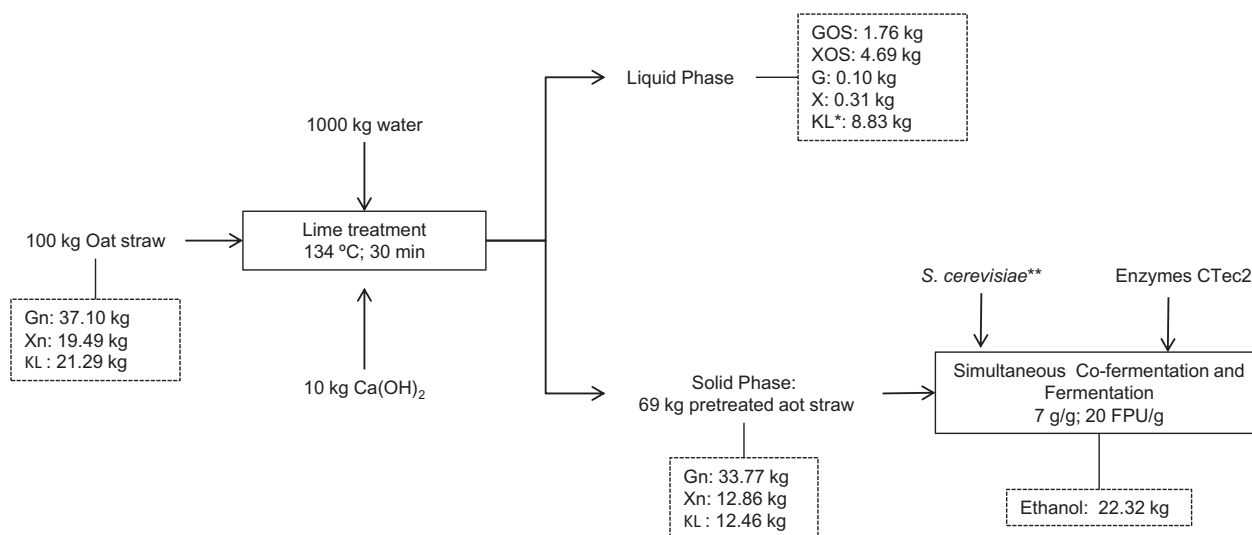 GOS: 1.76 kg
XOS: 4.69 kg
G: 0.10 kg
X: 0.31 kg
KL*: 8.83 kg
Liquid Phase
1000 kg water
Lime treatment
134 ºC; 30 min
100 kg Oat straw
Gn: 37.10 kg
Xn: 19.49 kg
KL : 21.29 kg
10 kg Ca(OH)2
Solid Phase:
69 kg pretreated aot straw
Gn: 33.77 kg
Xn: 12.86 kg
KL : 12.46 kg
S. cerevisiae**
Enzymes CTec2
Simultaneous Co-fermentation and
Fermentation
7 g/g; 20 FPU/g
Ethanol: 22.32 kg